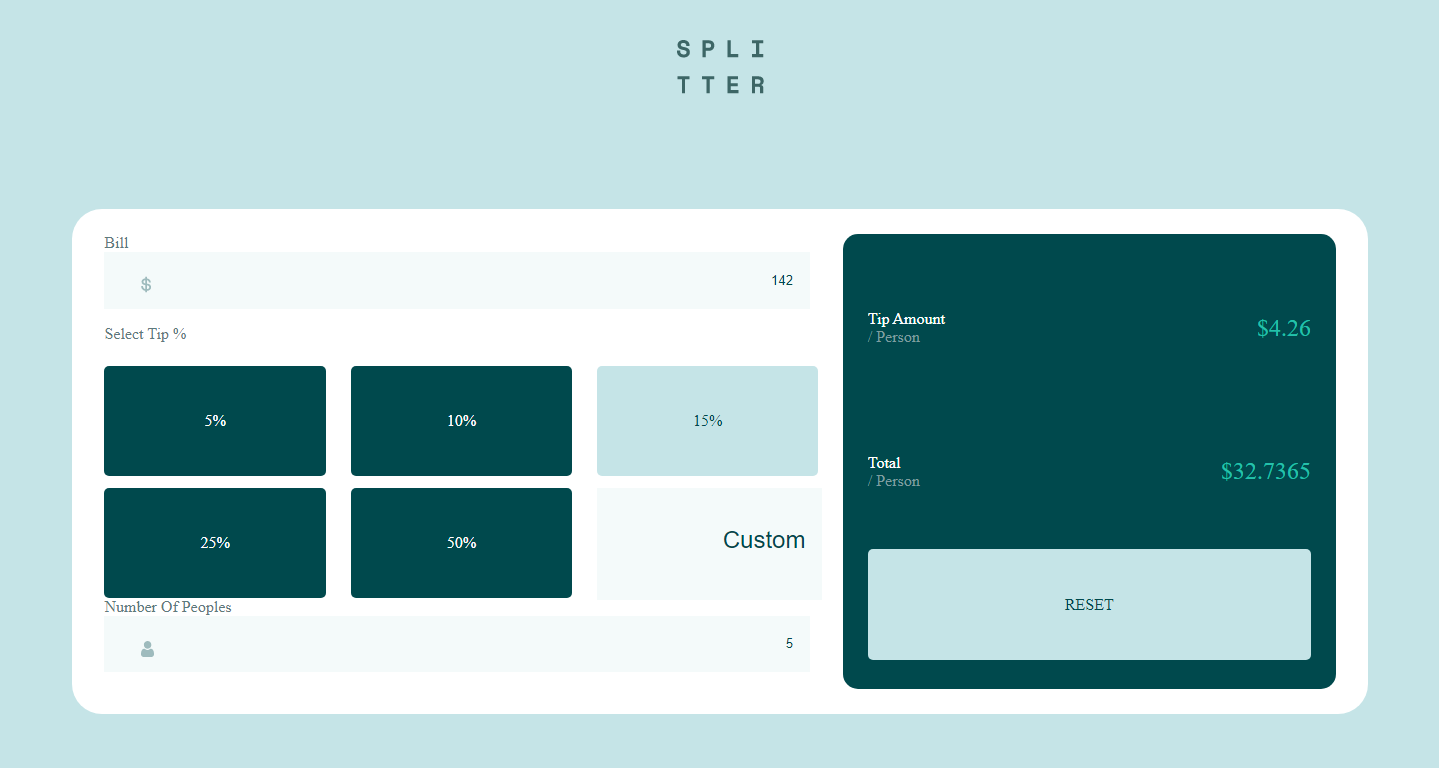 SPLI
TTER
Bill
$ 142
Select Tip %
5% 10% 15%
25% 50% Custom
Number Of Peoples
5
Tip Amount
/ Person
$4.26
Total
/ Person
$32.7365
RESET